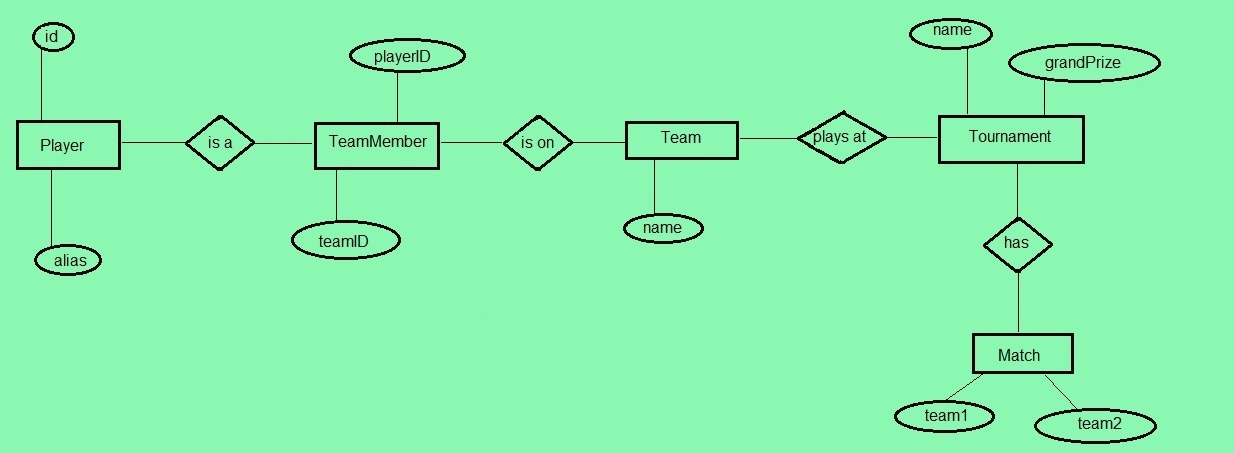 id
playerID
name
grandPrize
Player
is a
TeamMember
is on
Team
plays at
Tournament
alias
teamID
name
has
Match
team1
team2